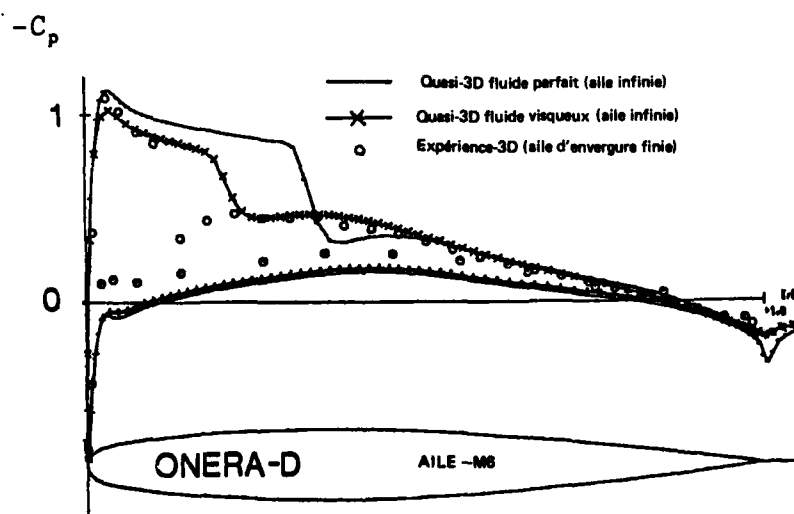 -Cp
1
Quasi-3D fluide parfait (aile infinie)
Quasi-3D fluide visqueux (aile infinie)
Expérience-3D (aile d'envergure finie)
0
ONERA-D
AILE -M6